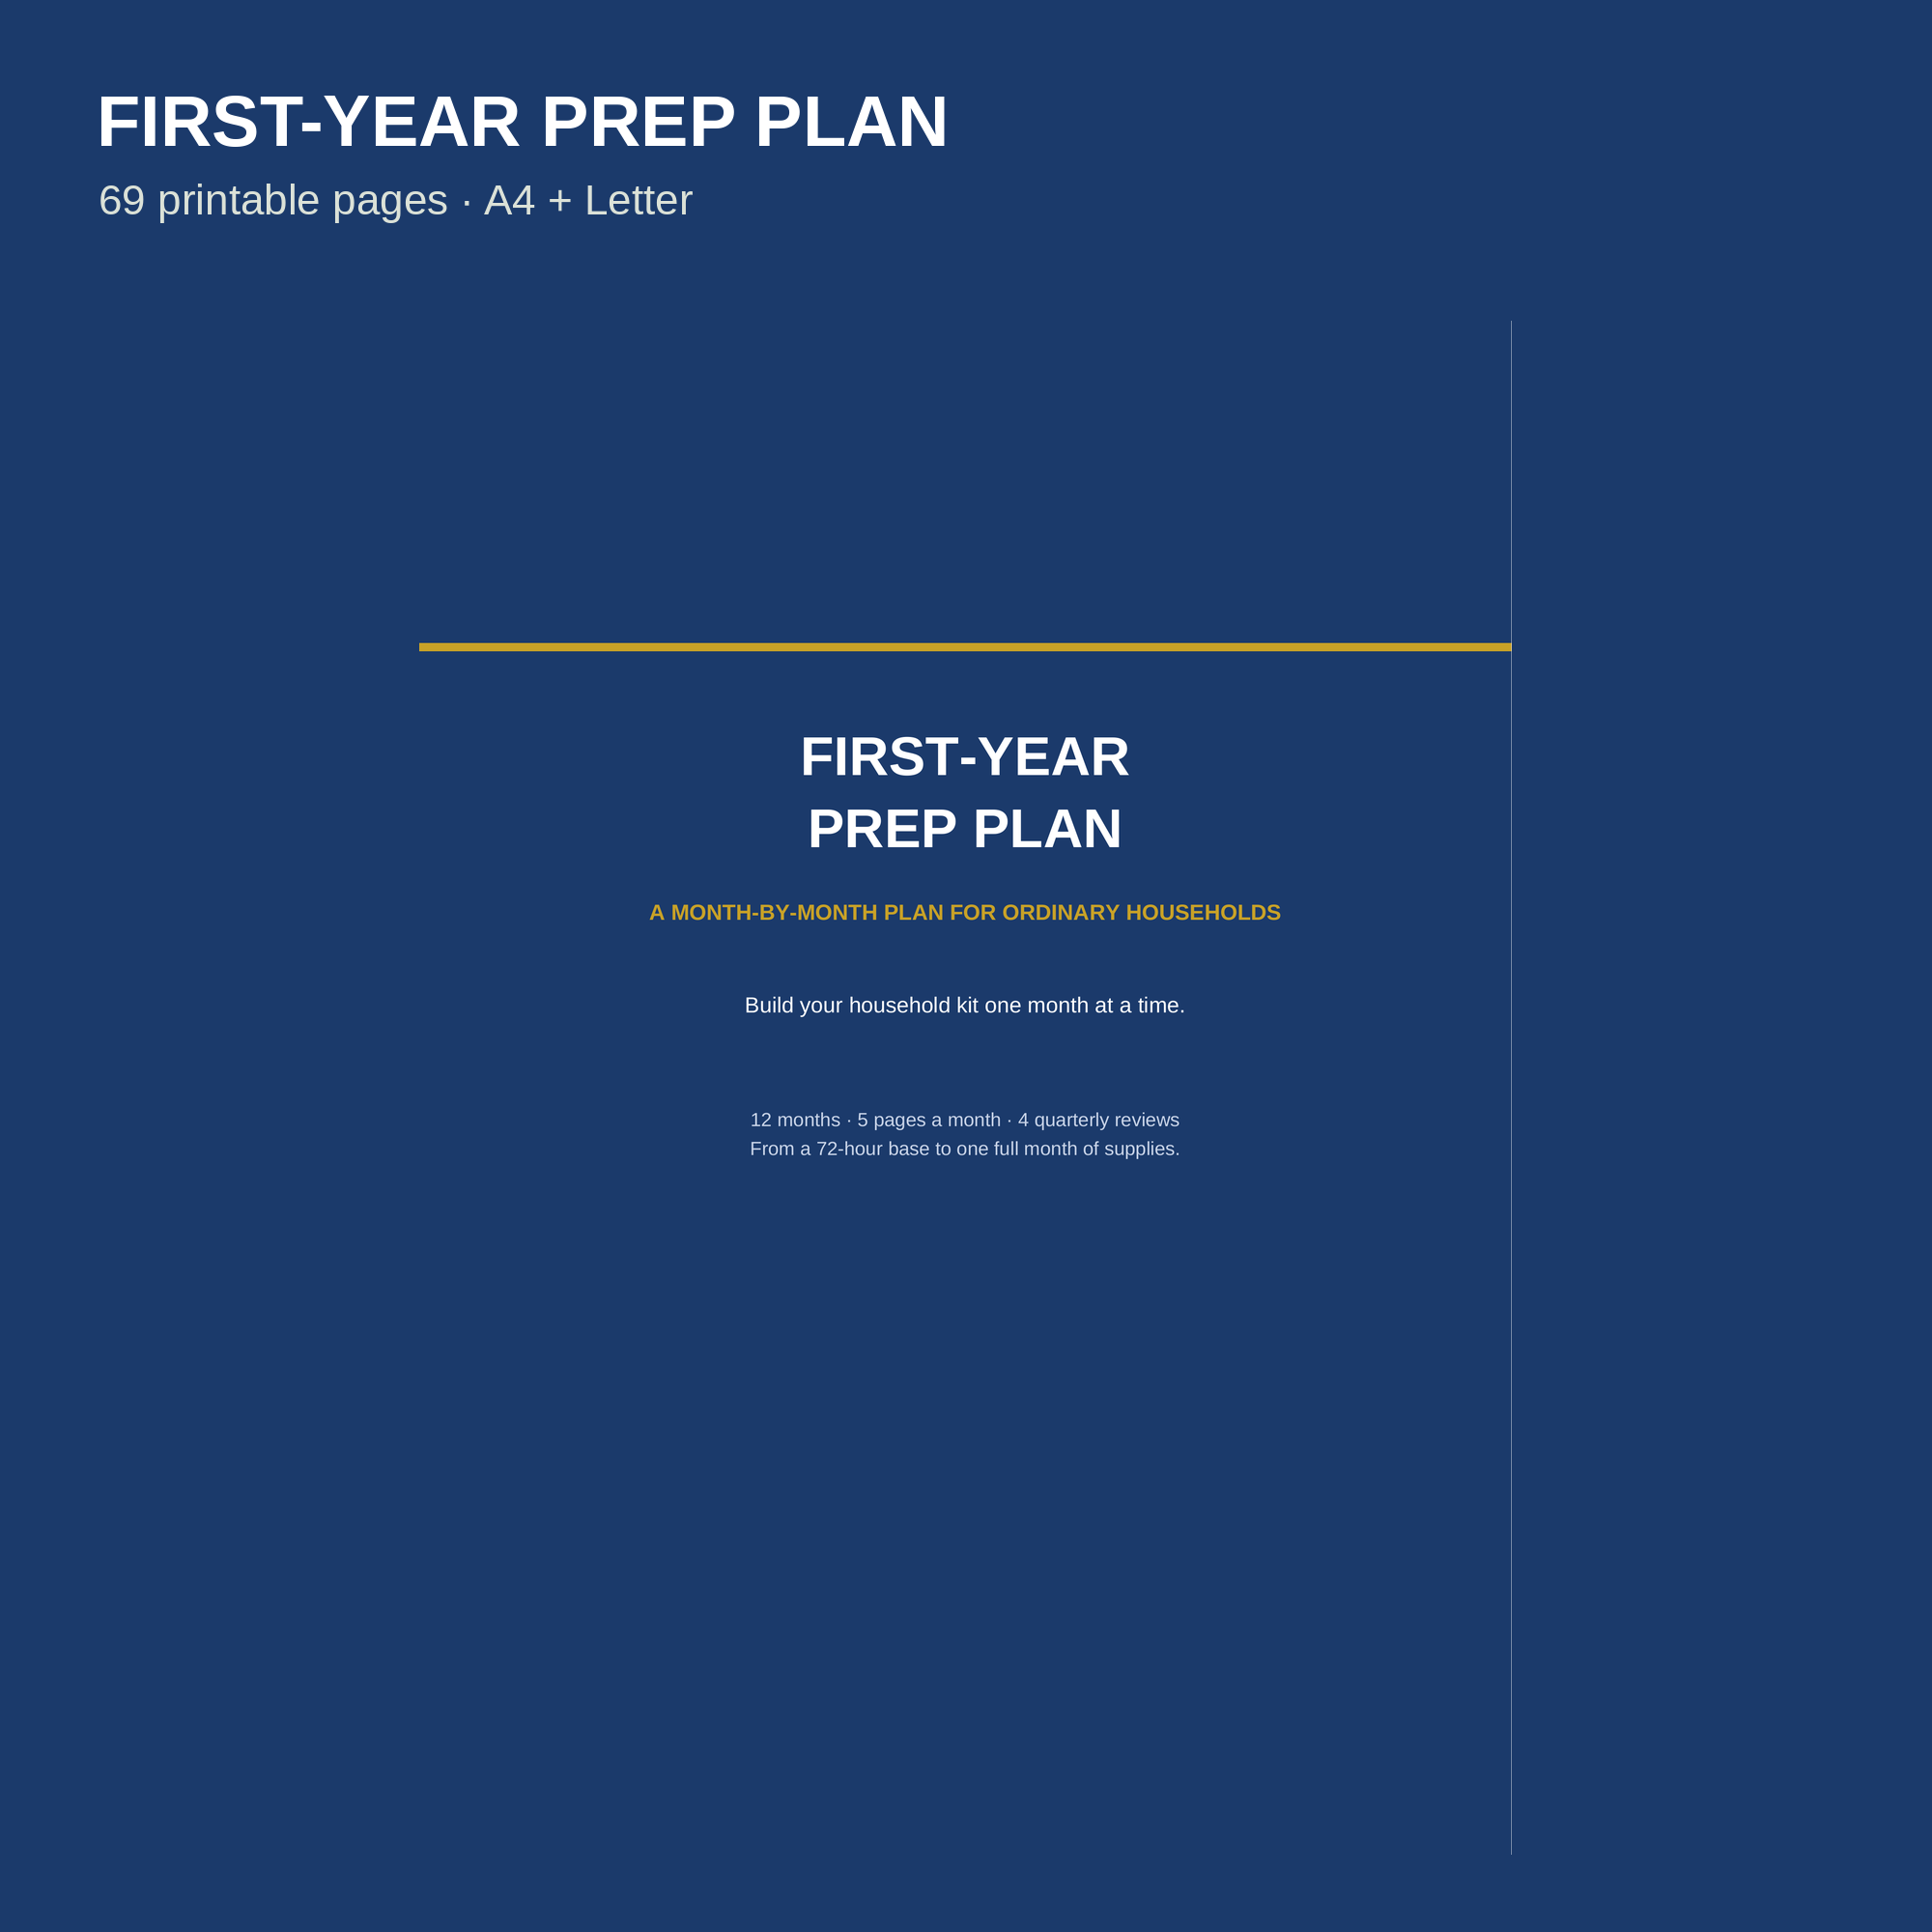 FIRST-YEAR PREP PLAN
69 printable pages · A4 + Letter
FIRST-YEAR
PREP PLAN
A MONTH-BY-MONTH PLAN FOR ORDINARY HOUSEHOLDS
Build your household kit one month at a time.
12 months · 5 pages a month · 4 quarterly reviews
From a 72-hour base to one full month of supplies.